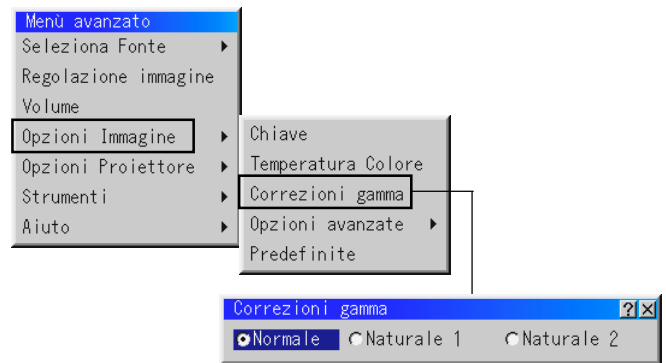 Menù avanzato
Seleziona Fonte
Regolazione immagine
Volume
Opzioni Immagine
Opzioni Proiettore
Strumenti
Aiuto
Chiave
Temperatura Colore
Correzioni gamma
Opzioni avanzate
Predefinite
Correzioni gamma ? ×
Normale Naturale 1 Naturale 2